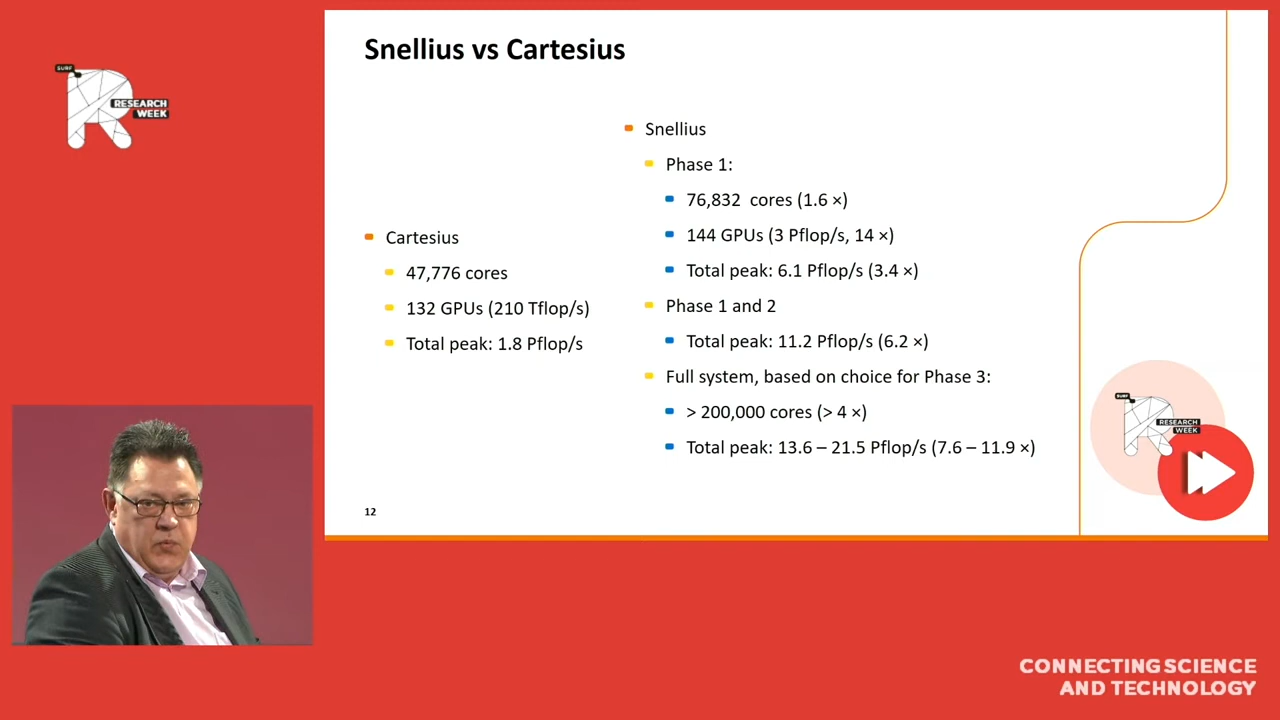 SURF
RESEARCH
WEEK
Snellius vs Cartesius
Cartesius
47,776 cores
132 GPUs (210 Tflop/s)
Total peak: 1.8 Pflop/s
Snellius
Phase 1:
76,832 cores (1.6 ×)
144 GPUs (3 Pflop/s, 14 ×)
Total peak: 6.1 Pflop/s (3.4 ×)
Phase 1 and 2
Total peak: 11.2 Pflop/s (6.2 ×)
Full system, based on choice for Phase 3:
> 200,000 cores (> 4 ×)
Total peak: 13.6 – 21.5 Pflop/s (7.6 – 11.9 ×)
SURF
RESEARCH
WEEK
12
CONNECTING SCIENCE
AND TECHNOLOGY